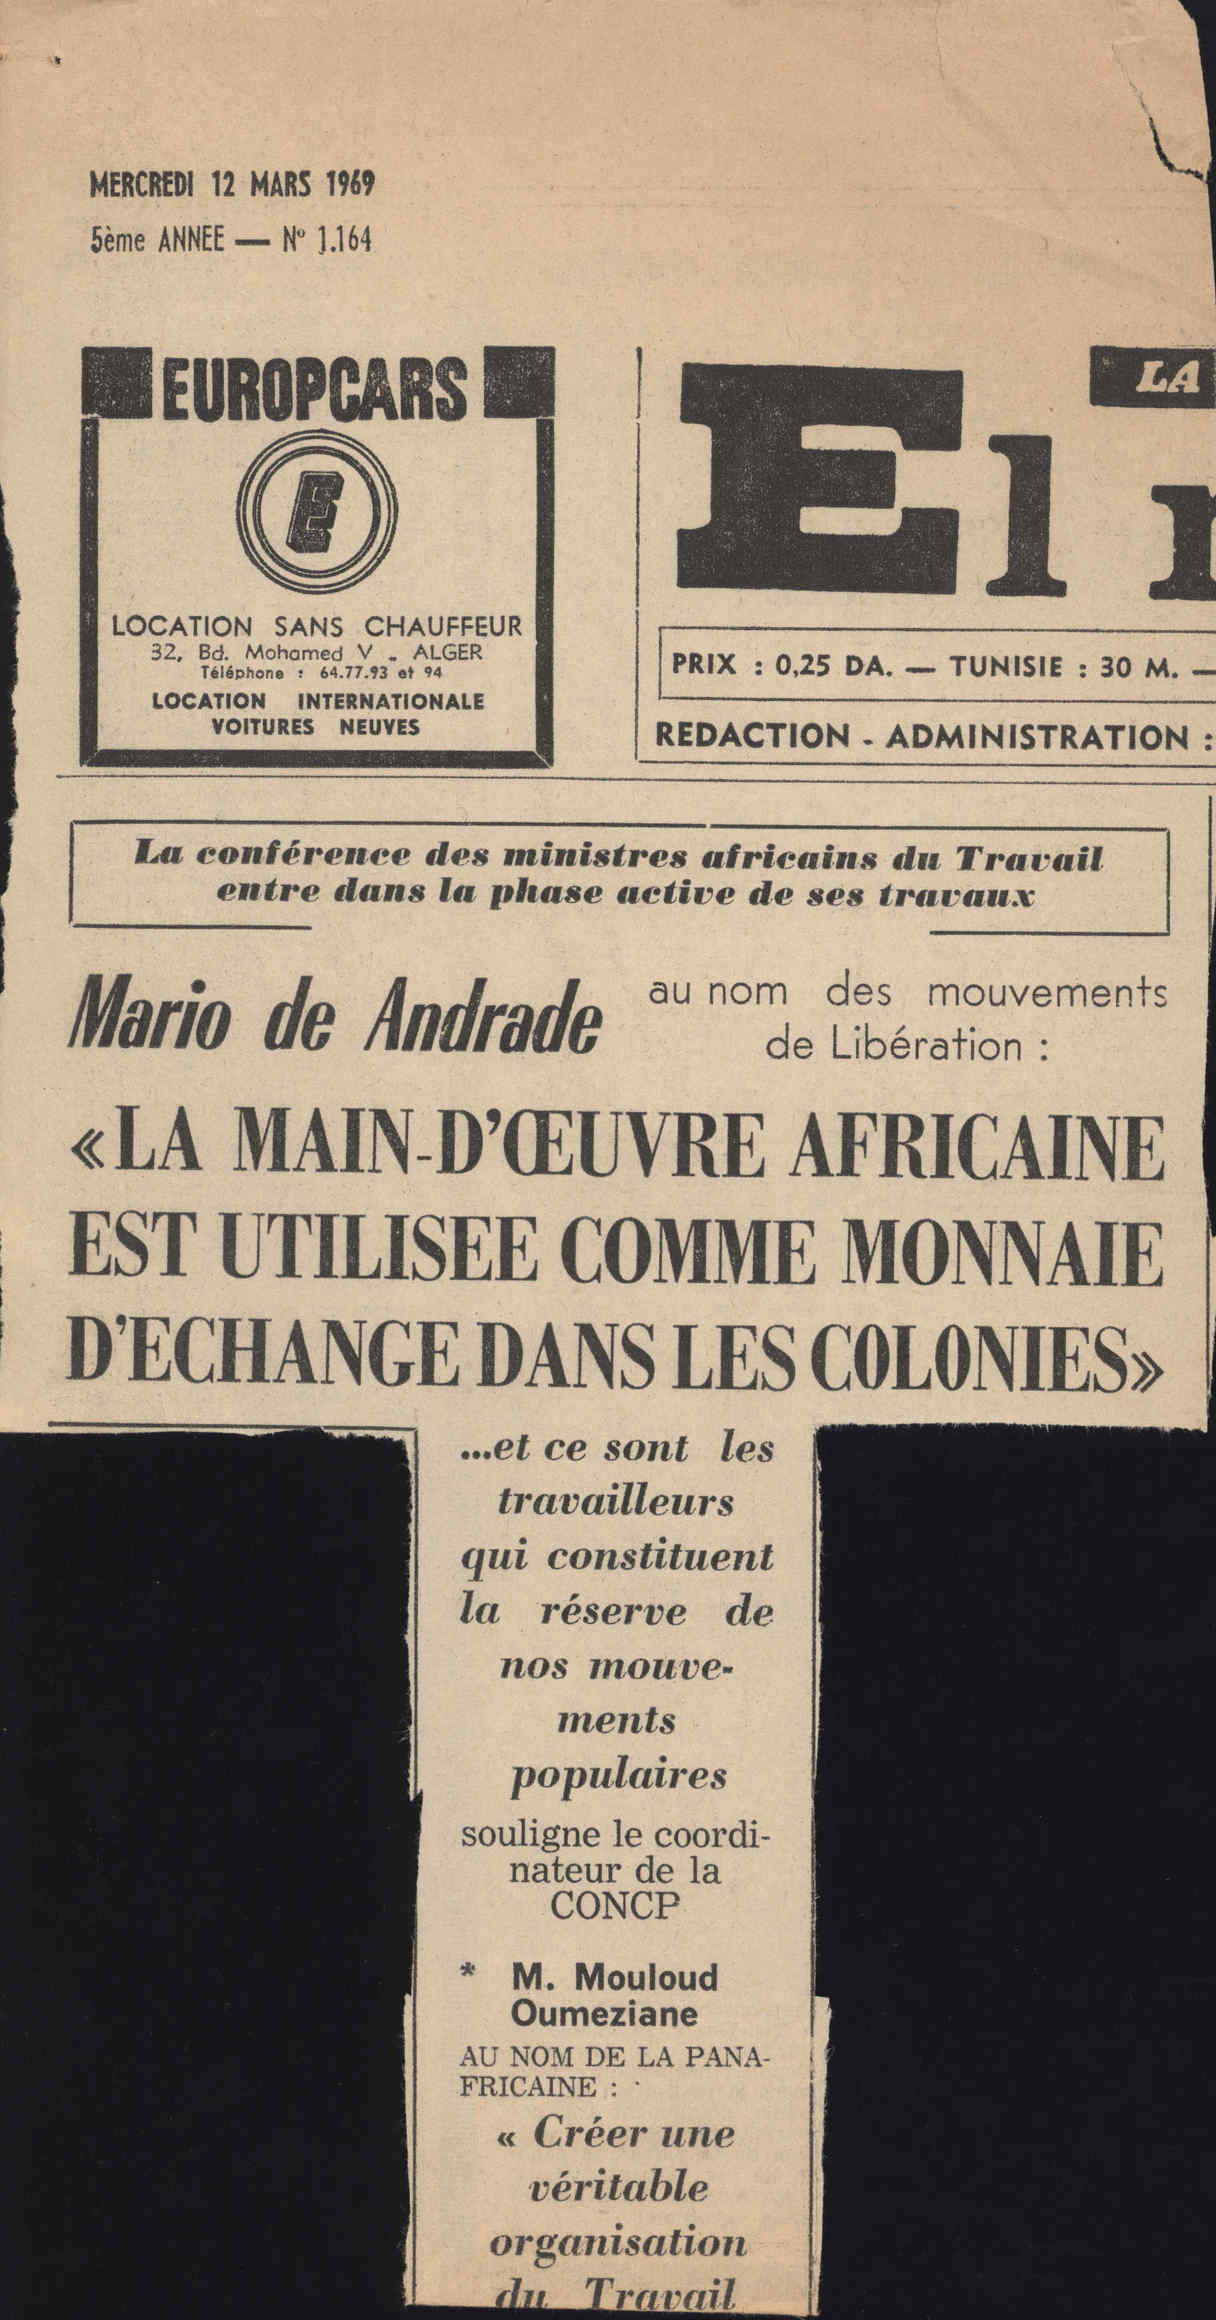 MERCREDI 12 MARS 1969
5ème ANNEE — Nº 1.164
EUROPCARS
E
LOCATION SANS CHAUFFEUR
32, Bd. Mohamed V - ALGER
Téléphone : 64.77.93 et 94
LOCATION INTERNATIONALE
VOITURES NEUVES
LA
El
PRIX : 0,25 DA. — TUNISIE : 30 M. —
REDACTION - ADMINISTRATION :
La conférence des ministres africains du Travail
entre dans la phase active de ses travaux
Mario de Andrade
au nom des mouvements
de Libération :
«LA MAIN-D'ŒUVRE AFRICAINE
EST UTILISEE COMME MONNAIE
D'ECHANGE DANS LES COLONIES»
...et ce sont les
travailleurs
qui constituent
la réserve de
nos mouve-
ments
populaires
souligne le coordi-
nateur de la
CONCP
* M. Mouloud
Oumeziane
AU NOM DE LA PANA-
FRICAINE :
« Créer une
véritable
organisation
du Travail